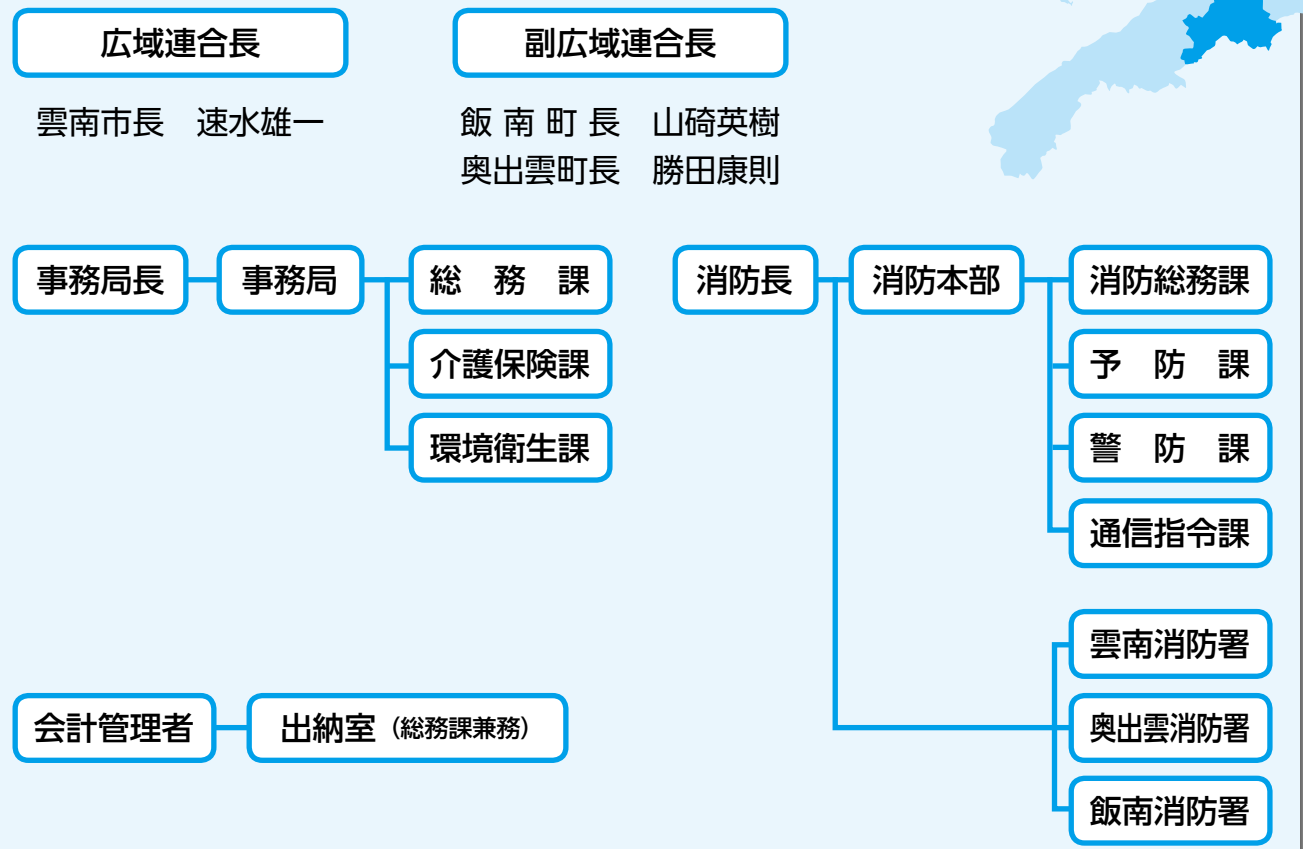 広域連合長
副広域連合長
雲南市長　速水雄一
飯南町長　山碕英樹
奥出雲町長　勝田康則
事務局長
事務局
総務課
介護保険課
環境衛生課
消防長
消防本部
消防総務課
予防課
警防課
通信指令課
雲南消防署
奥出雲消防署
飯南消防署
会計管理者
出納室（総務課兼務）